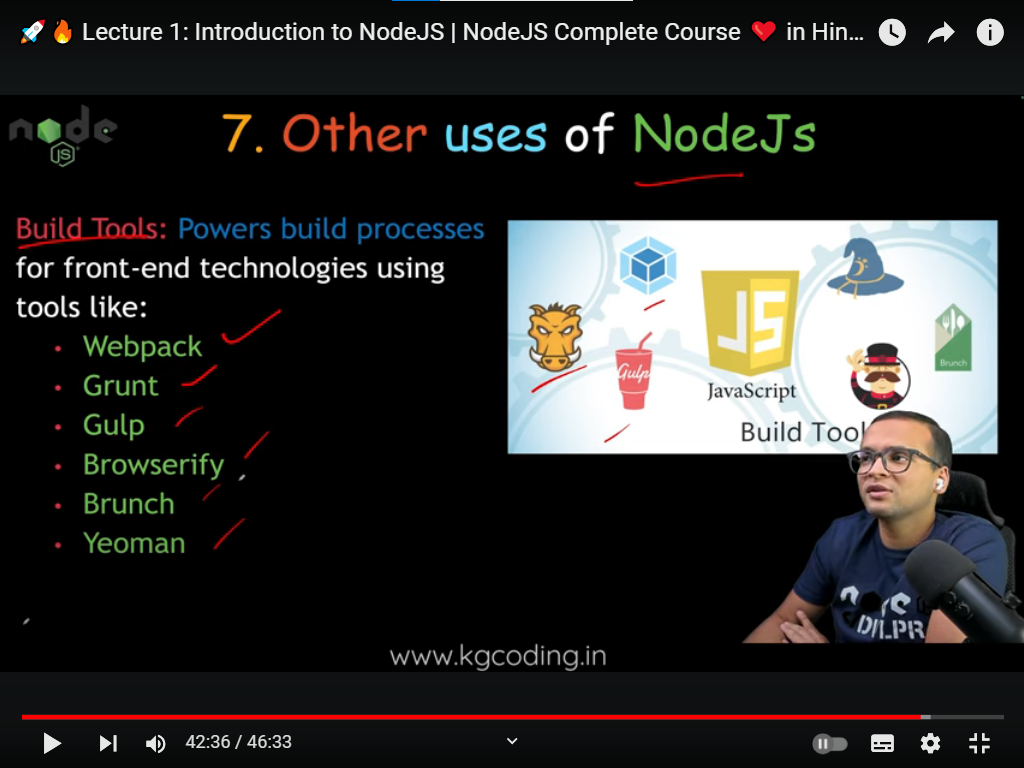 🚀🔥 Lecture 1: Introduction to NodeJS | NodeJS Complete Course ❤️ in Hin...
node
JS
7. Other uses of NodeJs
Build Tools: Powers build processes
for front-end technologies using
tools like:
• Webpack
• Grunt
• Gulp
• Browserify
• Brunch
• Yeoman
JS
Gulp
Brunch
JavaScript
Build Tool
DILPR
www.kgcoding.in
42:36 / 46:33